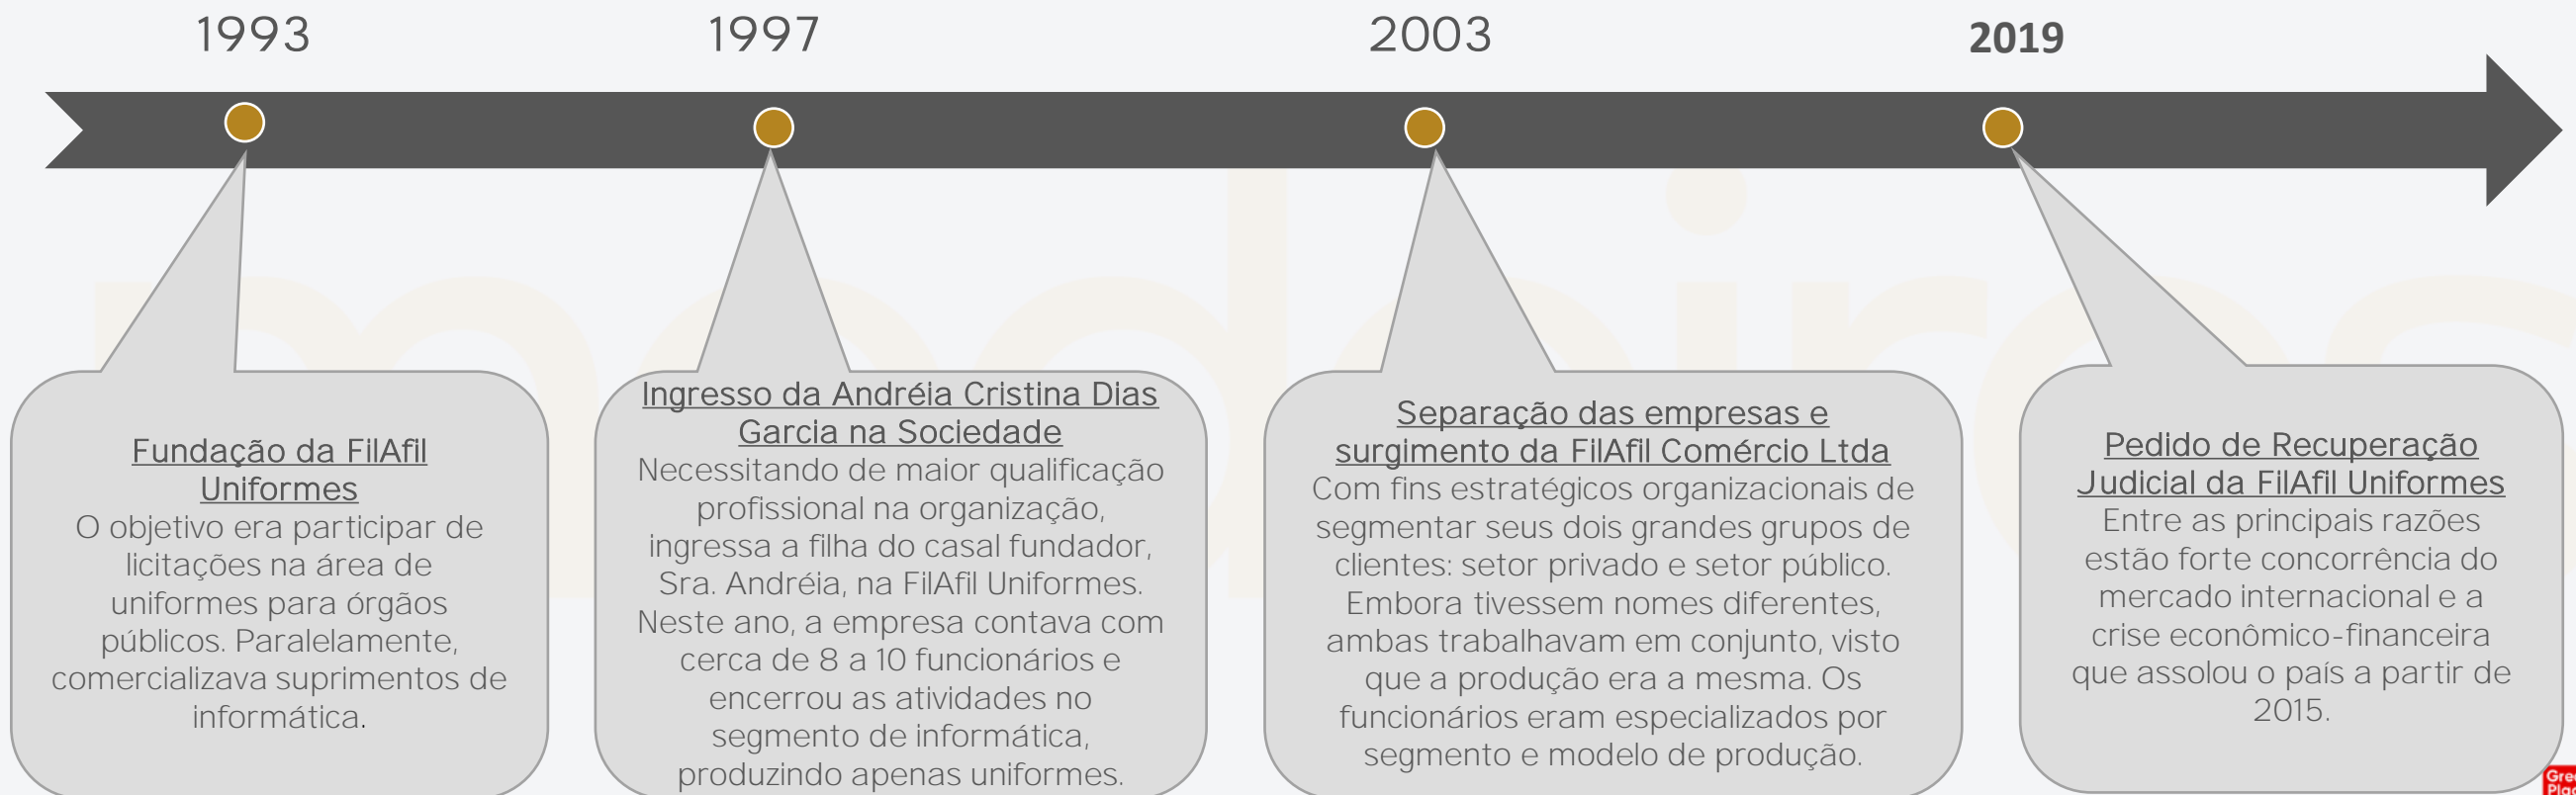 1993
1997
2003
2019
Fundação da FilAfil
Uniformes
O objetivo era participar de
licitações na área de
uniformes para órgãos
públicos. Paralelamente,
comercializava suprimentos de
informática.
Ingresso da Andréia Cristina Dias
Garcia na Sociedade
Necessitando de maior qualificação
profissional na organização,
ingressa a filha do casal fundador,
Sra. Andréia, na FilAfil Uniformes.
Neste ano, a empresa contava com
cerca de 8 a 10 funcionários e
encerrou as atividades no
segmento de informática,
produzindo apenas uniformes.
Separação das empresas e
surgimento da FilAfil Comércio Ltda
Com fins estratégicos organizacionais de
segmentar seus dois grandes grupos de
clientes: setor privado e setor público.
Embora tivessem nomes diferentes,
ambas trabalhavam em conjunto, visto
que a produção era a mesma. Os
funcionários eram especializados por
segmento e modelo de produção.
Pedido de Recuperação
Judicial da FilAfil Uniformes
Entre as principais razões
estão forte concorrência do
mercado internacional e a
crise econômico-financeira
que assolou o país a partir de
2015.